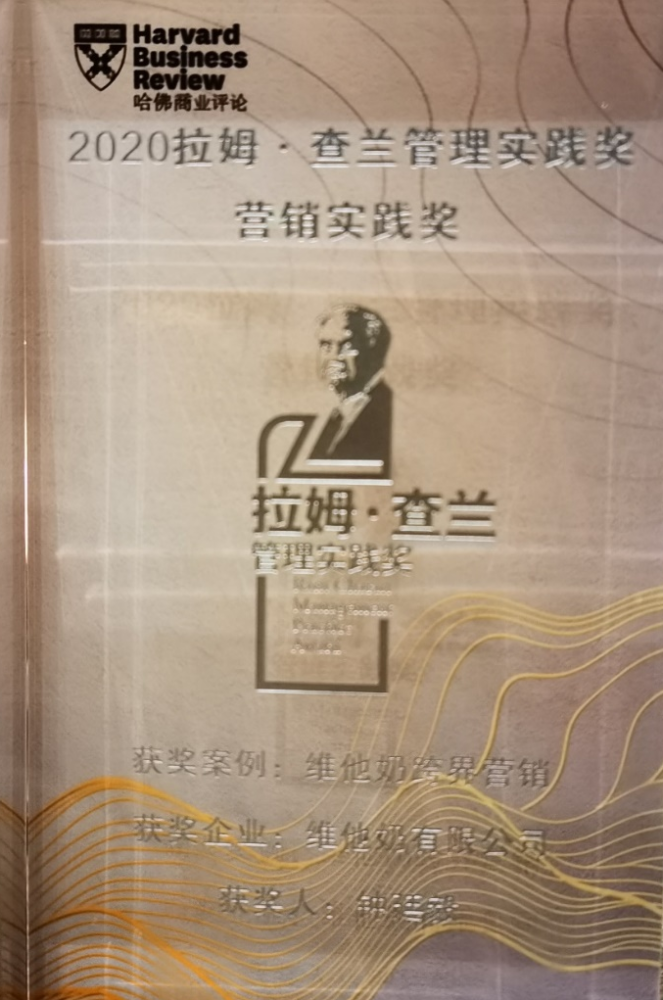 Harvard
Business
Review
哈佛商业评论
2020拉姆·查兰管理实践奖
营销实践奖
拉姆·查兰
管理实践奖
获奖案例：维他奶跨界营销
获奖企业：维他奶有限公司
获奖人：